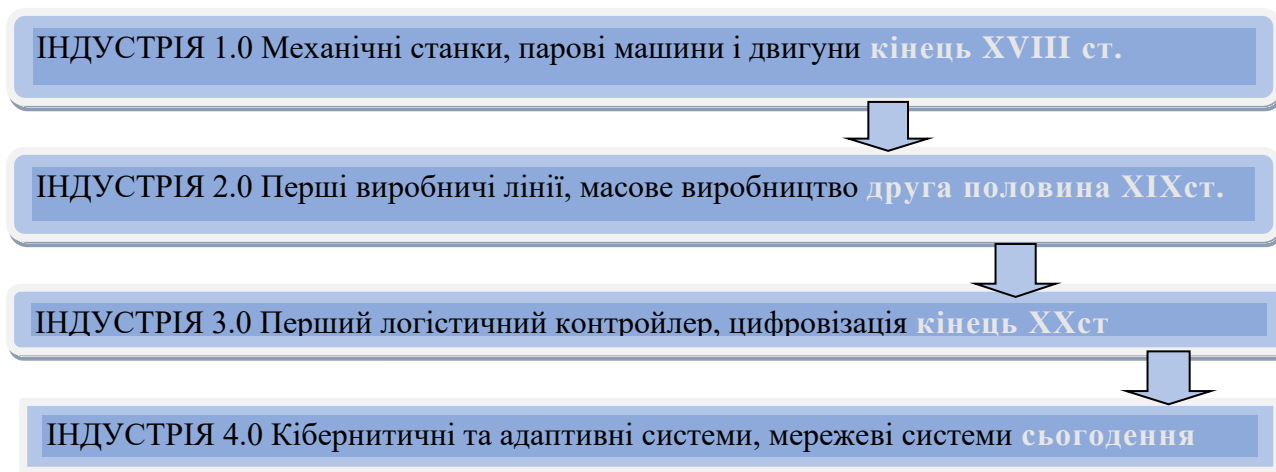 ІНДУСТРІЯ 1.0 Механічні станки, парові машини і двигуни кінець XVIII ст.
ІНДУСТРІЯ 2.0 Перші виробничі лінії, масове виробництво друга половина XIXст.
ІНДУСТРІЯ 3.0 Перший логістичний контройлер, цифровізація кінець XXст
ІНДУСТРІЯ 4.0 Кібернитичні та адаптивні системи, мережеві системи сьогодення